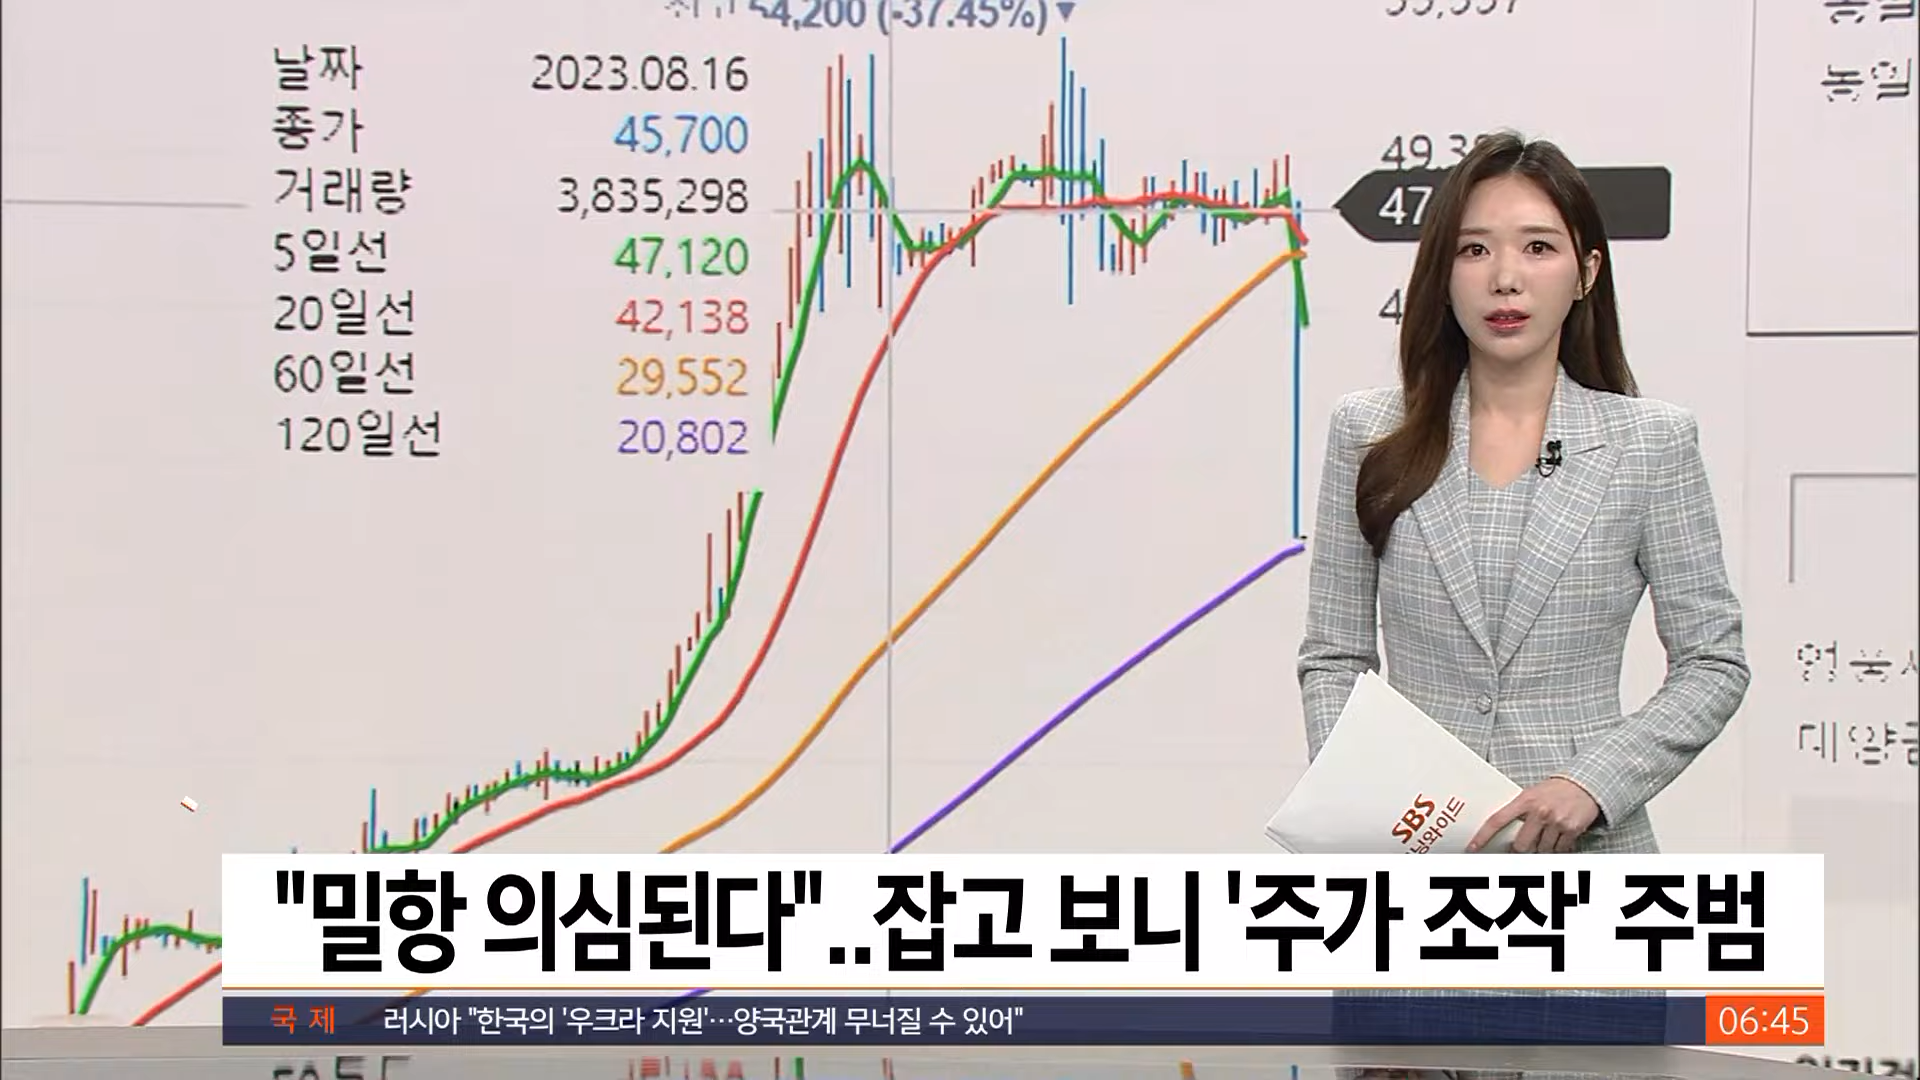 54,200 (-37.45%)▼
날짜 2023.08.16
종가 45,700
거래량 3,835,298
5일선 47,120
20일선 42,138
60일선 29,552
120일선 20,802
49,3
47
4
SBS
"밀항 의심된다"..잡고 보니 '주가 조작' 주범
국 제 러시아 "한국의 '우크라 지원'…양국관계 무너질 수 있어"
06:45